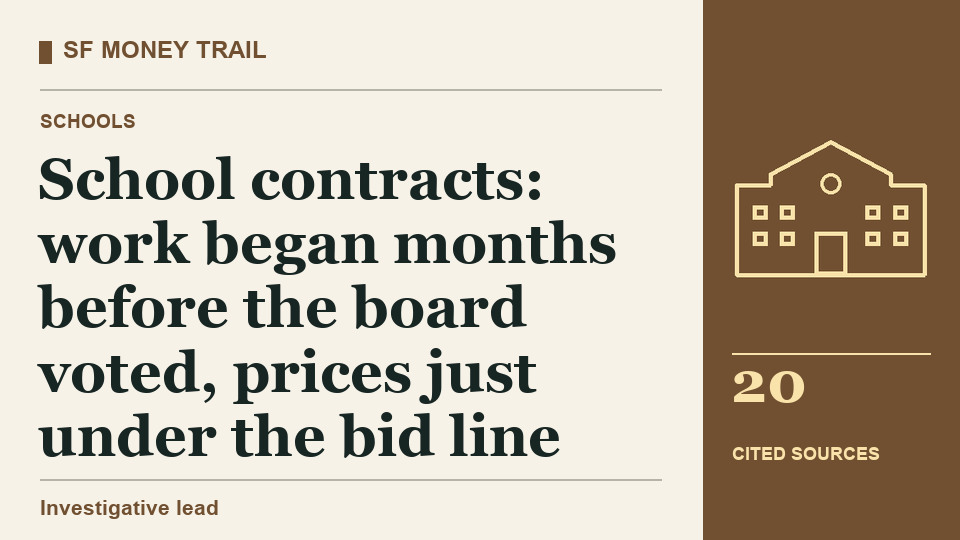 SF MONEY TRAIL
SCHOOLS
School contracts:
work began months
before the board
voted, prices just
under the bid line
Investigative lead
20
CITED SOURCES